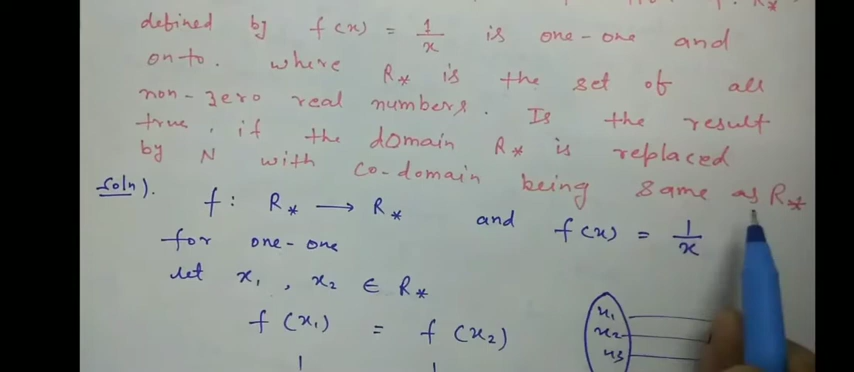 R*
defined by f(x) = 1/x is one-one and
onto. where R* is the set of all
non-zero real numbers. Is the result
true, if the domain R* is replaced
by N with co-domain being same as R*
Soln). f: R* → R* and f(x) = 1/x
for one-one
let x₁, x₂ ∈ R*
f(x₁) = f(x₂)
x₁
x₂
x₃
1 1